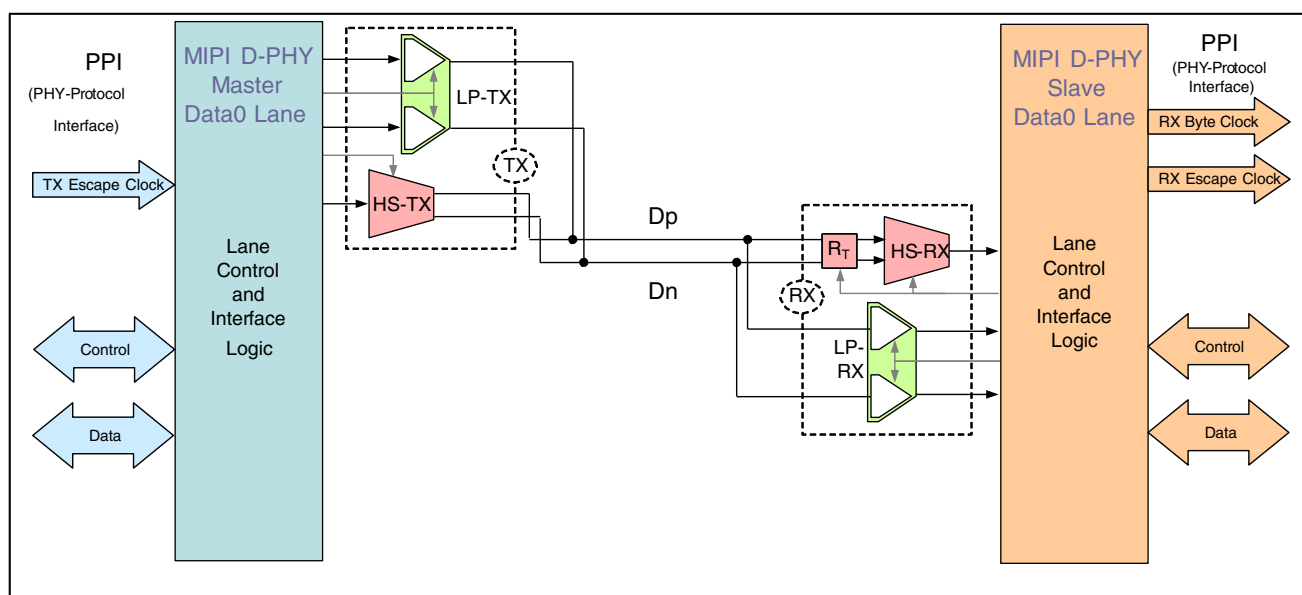 PPI
(PHY-Protocol
Interface)
TX Escape Clock
Control
Data
MIPI D-PHY
Master
Data0 Lane
Lane
Control
and
Interface
Logic
LP-TX
TX
HS-TX
Dp
Dn
RT
HS-RX
RX
LP-
RX
MIPI D-PHY
Slave
Data0 Lane
Lane
Control
and
Interface
Logic
PPI
(PHY-Protocol
Interface)
RX Byte Clock
RX Escape Clock
Control
Data